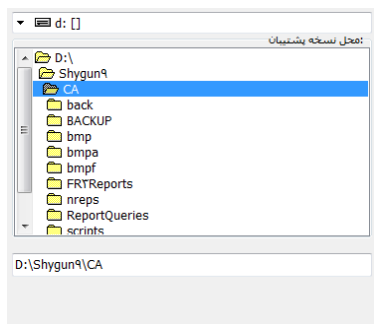 d: []
محل نسخه پشتیبان:
D:\
Shygun۹
CA
back
BACKUP
bmp
bmpa
bmpf
FRTReports
nreps
ReportQueries
scripts
D:\Shygun۹\CA